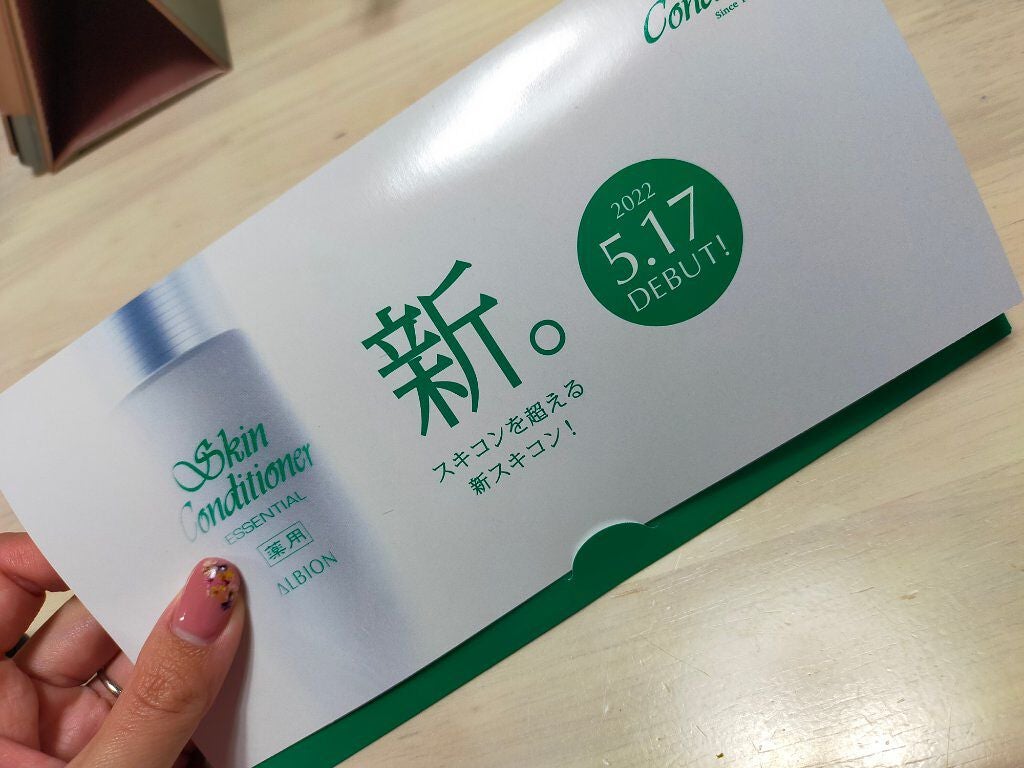 Since
2022
5.17
DEBUT!
新。
スキコンを超える
新スキコン!
Skin
Conditioner
ESSENTIAL
薬用
ALBION